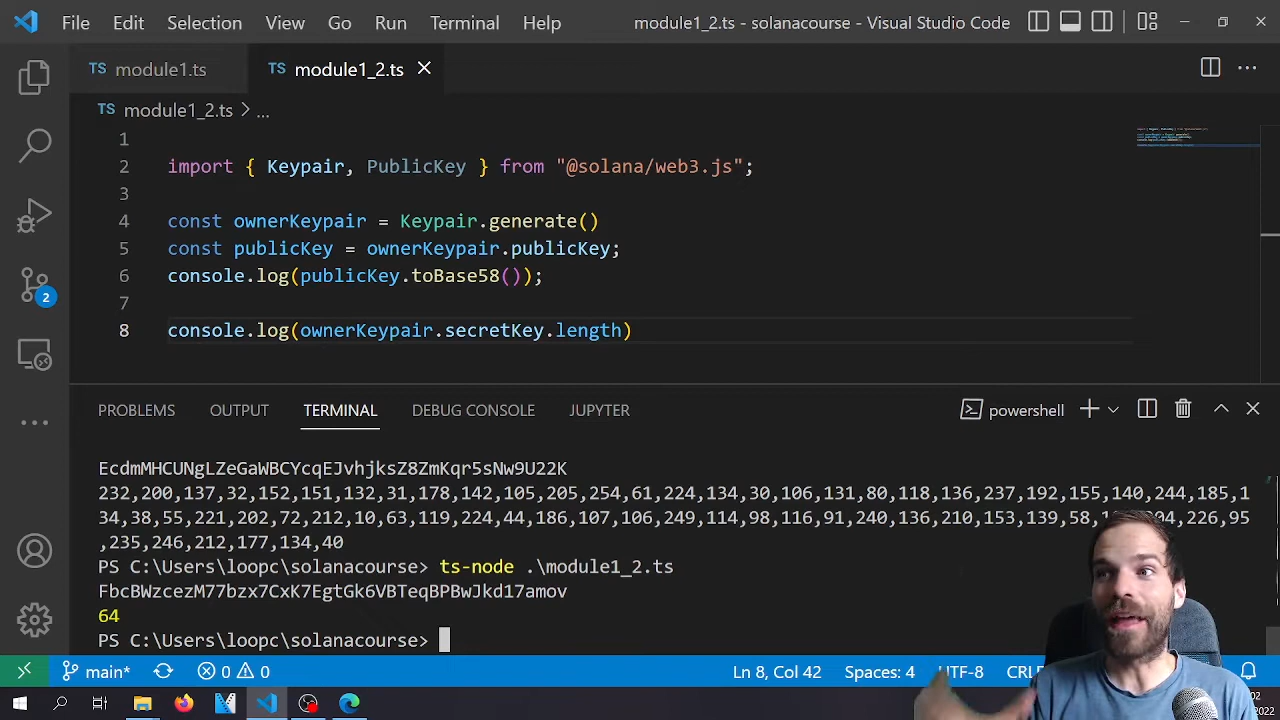 File Edit Selection View Go Run Terminal Help module1_2.ts - solanacourse - Visual Studio Code
TS module1.ts TS module1_2.ts
TS module1_2.ts > ...
1
2 import { Keypair, PublicKey } from "@solana/web3.js";
3
4 const ownerKeypair = Keypair.generate()
5 const publicKey = ownerKeypair.publicKey;
6 console.log(publicKey.toBase58());
7
8 console.log(ownerKeypair.secretKey.length)
2
PROBLEMS OUTPUT TERMINAL DEBUG CONSOLE JUPYTER powershell
EcdmMHCUNgLZeGaWBCYcqEJvhjksZ8ZmKqr5sNw9U22K
232,200,137,32,152,151,132,31,178,142,105,205,254,61,224,134,30,106,131,80,118,136,237,192,155,140,244,185,1
34,38,55,221,202,72,212,10,63,119,224,44,186,107,106,249,114,98,116,91,240,136,210,153,139,58, 226,95
,235,246,212,177,134,40
PS C:\Users\loopc\solanacourse> ts-node .\module1_2.ts
FbcBWzcezM77bzx7CxK7EgtGk6VBTeqBPBwJkd17amov
64
PS C:\Users\loopc\solanacourse>
main* 0 0 Ln 8, Col 42 Spaces: 4 UTF-8
2022